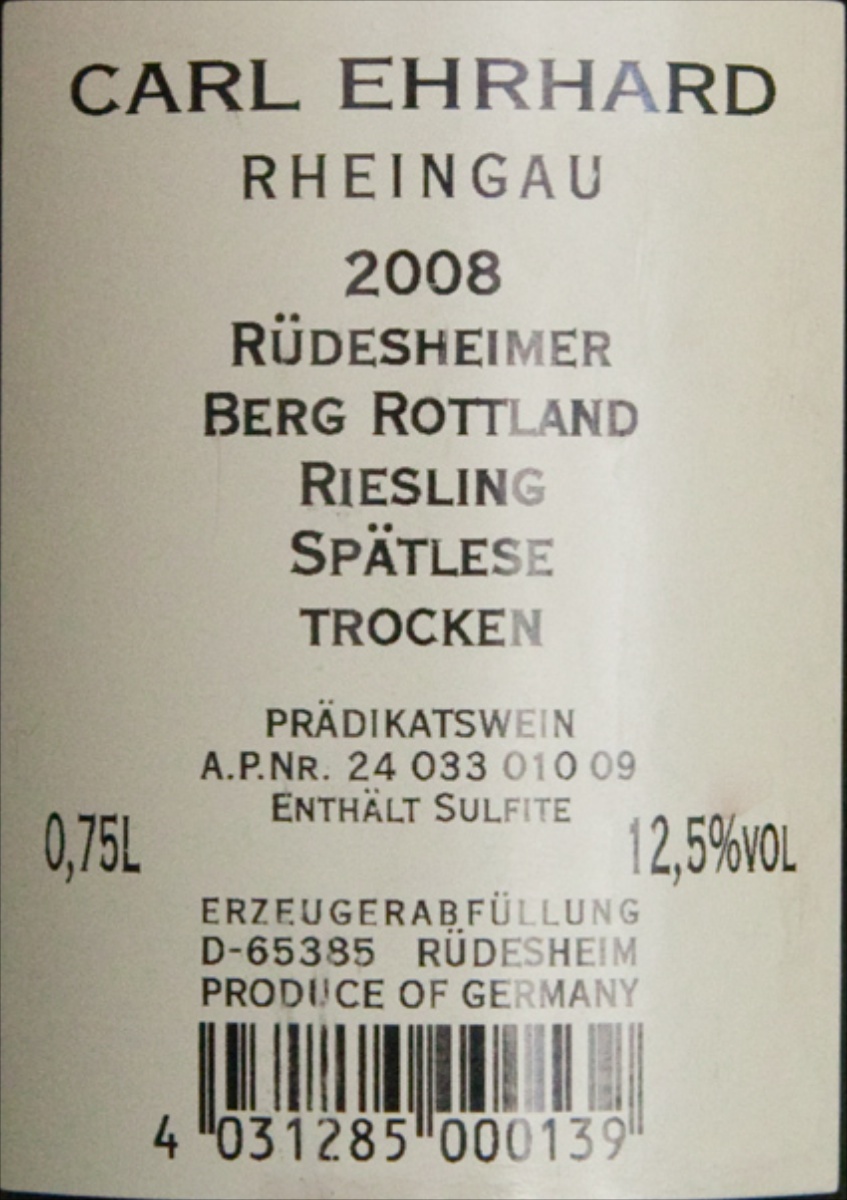 CARL EHRHARD
RHEINGAU
2008
RÜDESHEIMER
BERG ROTTLAND
RIESLING
SPÄTLESE
TROCKEN
PRÄDIKATSWEIN
A.P.NR. 24 033 010 09
ENTHÄLT SULFITE
0,75L 12,5%VOL
ERZEUGERABFÜLLUNG
D-65385 RÜDESHEIM
PRODUCE OF GERMANY
4 031285 000139